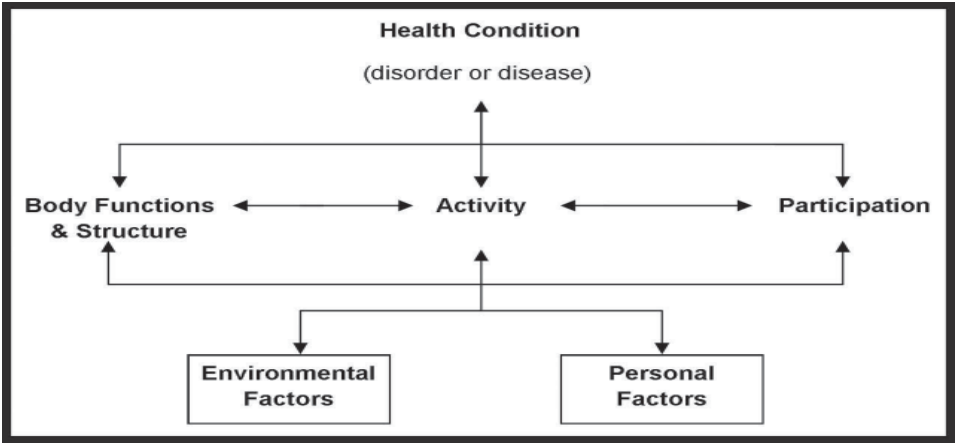 Health Condition
(disorder or disease)
Body Functions
& Structure
Activity
Participation
Environmental
Factors
Personal
Factors